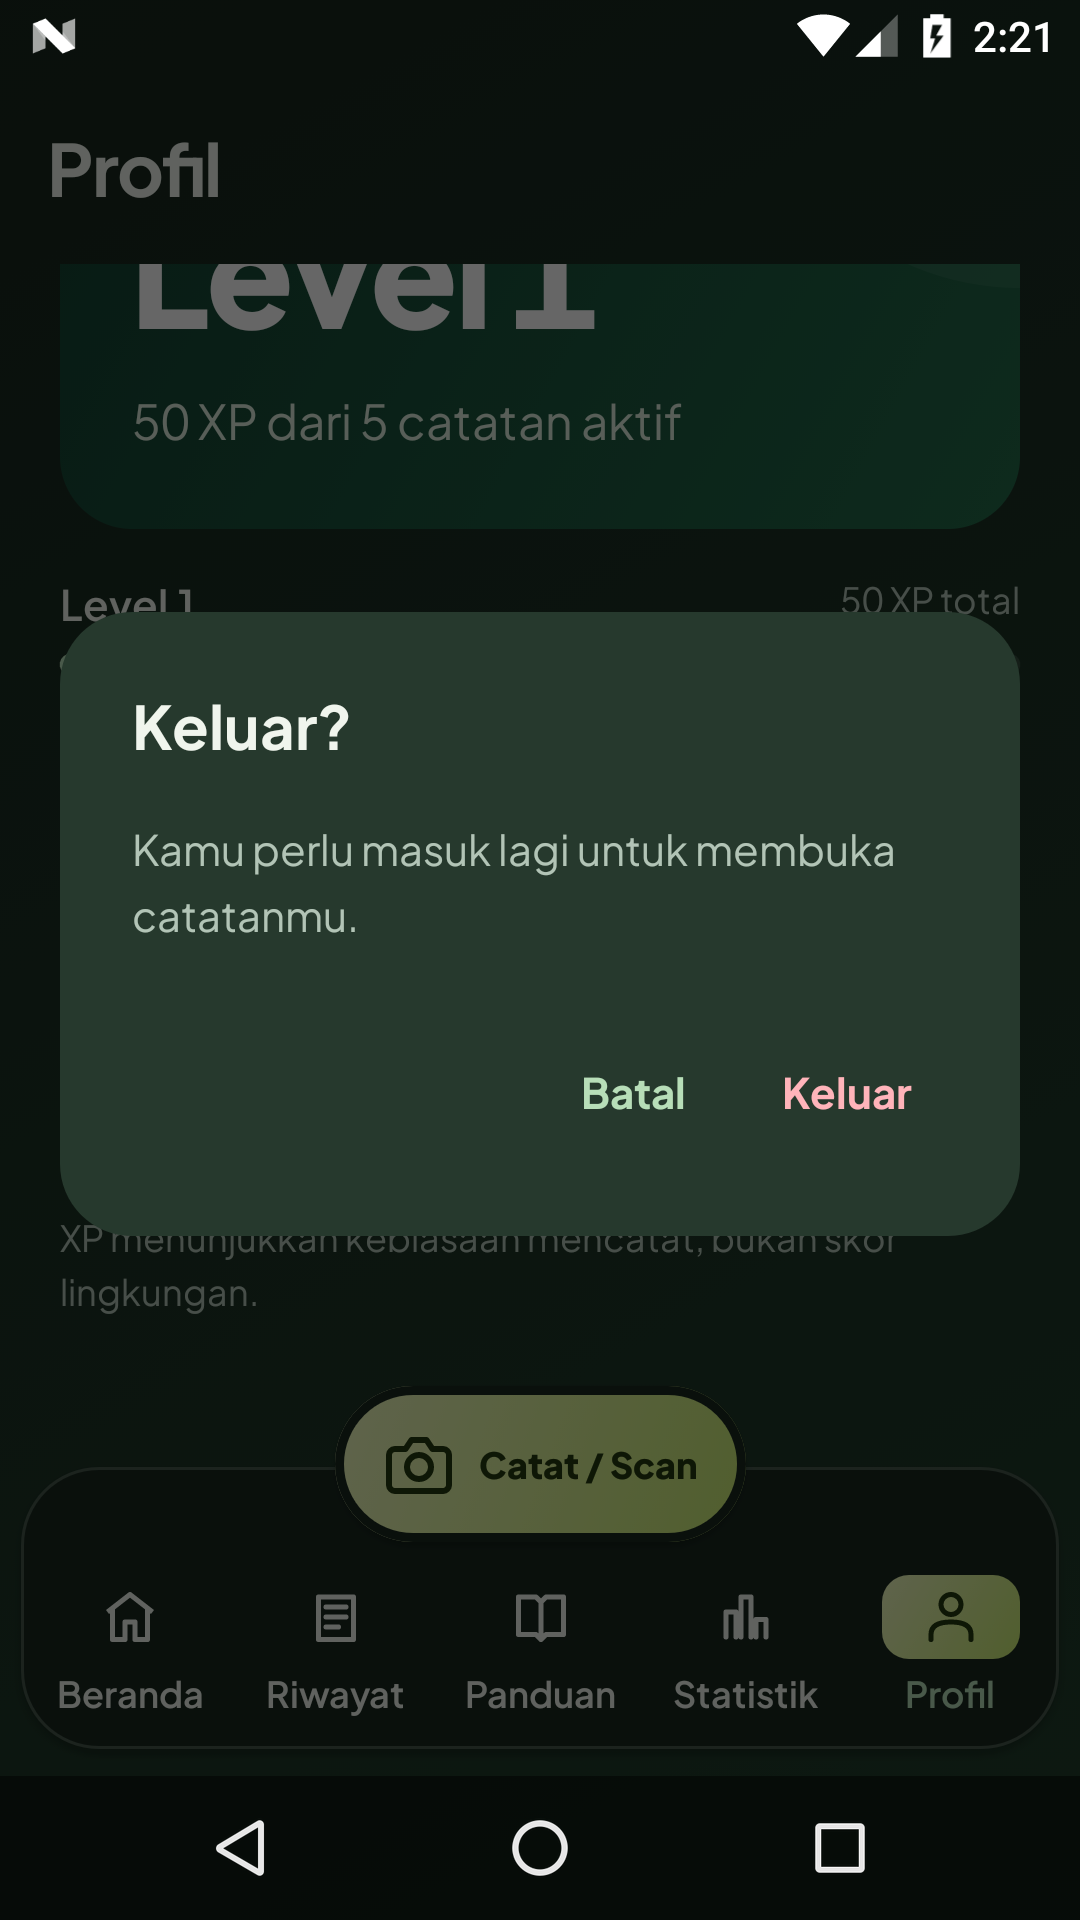 2:21
Profil
Level 1
50 XP dari 5 catatan aktif
Level 1
50 XP total
Keluar?
Kamu perlu masuk lagi untuk membuka
catatanmu.
Batal
Keluar
XP menunjukkan kebiasaan mencatat, bukan skor
lingkungan.
Catat / Scan
Beranda
Riwayat
Panduan
Statistik
Profil